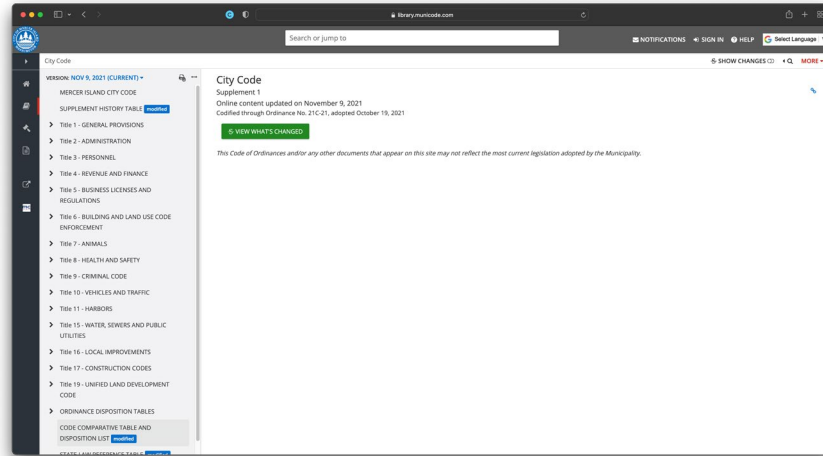 library.municode.com
Search or jump to
NOTIFICATIONS
SIGN IN
HELP
Select Language
City Code
SHOW CHANGES
MORE
VERSION: NOV 9, 2021 (CURRENT)
MERCER ISLAND CITY CODE
SUPPLEMENT HISTORY TABLE modified
Title 1 - GENERAL PROVISIONS
Title 2 - ADMINISTRATION
Title 3 - PERSONNEL
Title 4 - REVENUE AND FINANCE
Title 5 - BUSINESS LICENSES AND
REGULATIONS
Title 6 - BUILDING AND LAND USE CODE
ENFORCEMENT
Title 7 - ANIMALS
Title 8 - HEALTH AND SAFETY
Title 9 - CRIMINAL CODE
Title 10 - VEHICLES AND TRAFFIC
Title 11 - HARBORS
Title 15 - WATER, SEWERS AND PUBLIC
UTILITIES
Title 16 - LOCAL IMPROVEMENTS
Title 17 - CONSTRUCTION CODES
Title 19 - UNIFIED LAND DEVELOPMENT
CODE
ORDINANCE DISPOSITION TABLES
CODE COMPARATIVE TABLE AND
DISPOSITION LIST modified
STATE LAW REFERENCE TABLE modified
City Code
Supplement 1
Online content updated on November 9, 2021
Codified through Ordinance No. 21C-21, adopted October 19, 2021
VIEW WHAT'S CHANGED
This Code of Ordinances and/or any other documents that appear on this site may not reflect the most current legislation adopted by the Municipality.